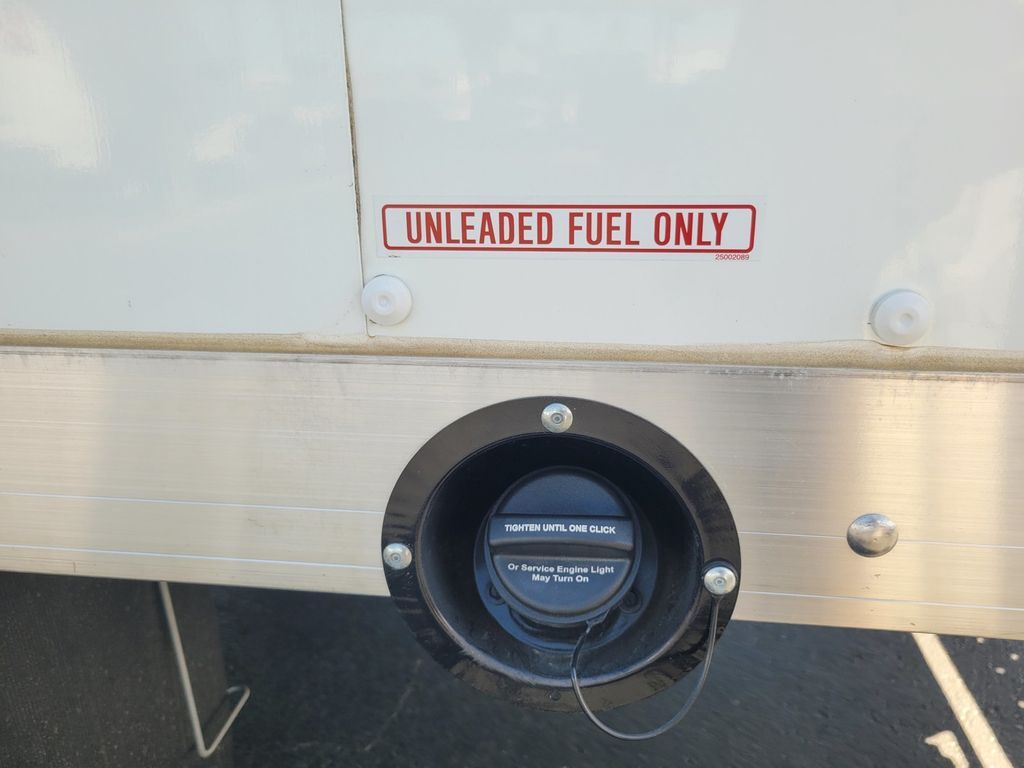 UNLEADED FUEL ONLY
25002089
TIGHTEN UNTIL ONE CLICK
Or Service Engine Light
May Turn On